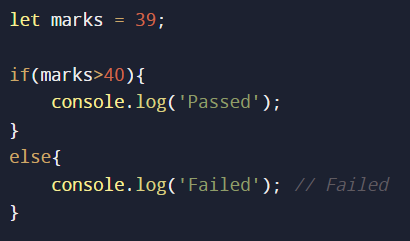 let marks = 39;

if(marks>40){
    console.log('Passed');
}
else{
    console.log('Failed'); // Failed
}